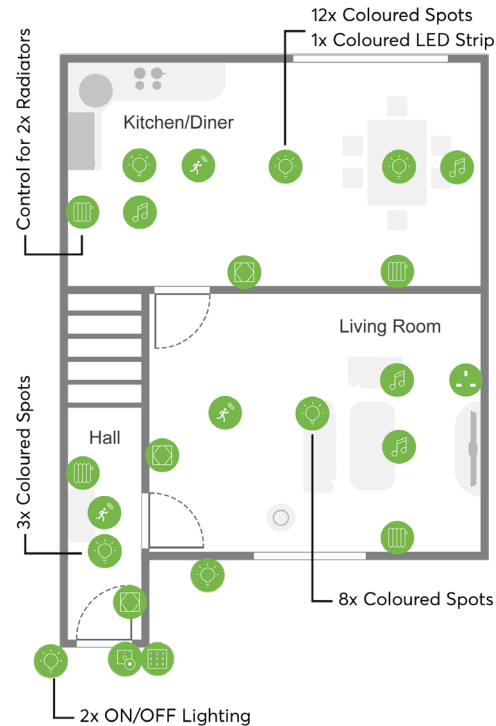 12x Coloured Spots
1x Coloured LED Strip
Control for 2x Radiators
Kitchen/Diner
Living Room
3x Coloured Spots
Hall
8x Coloured Spots
2x ON/OFF Lighting